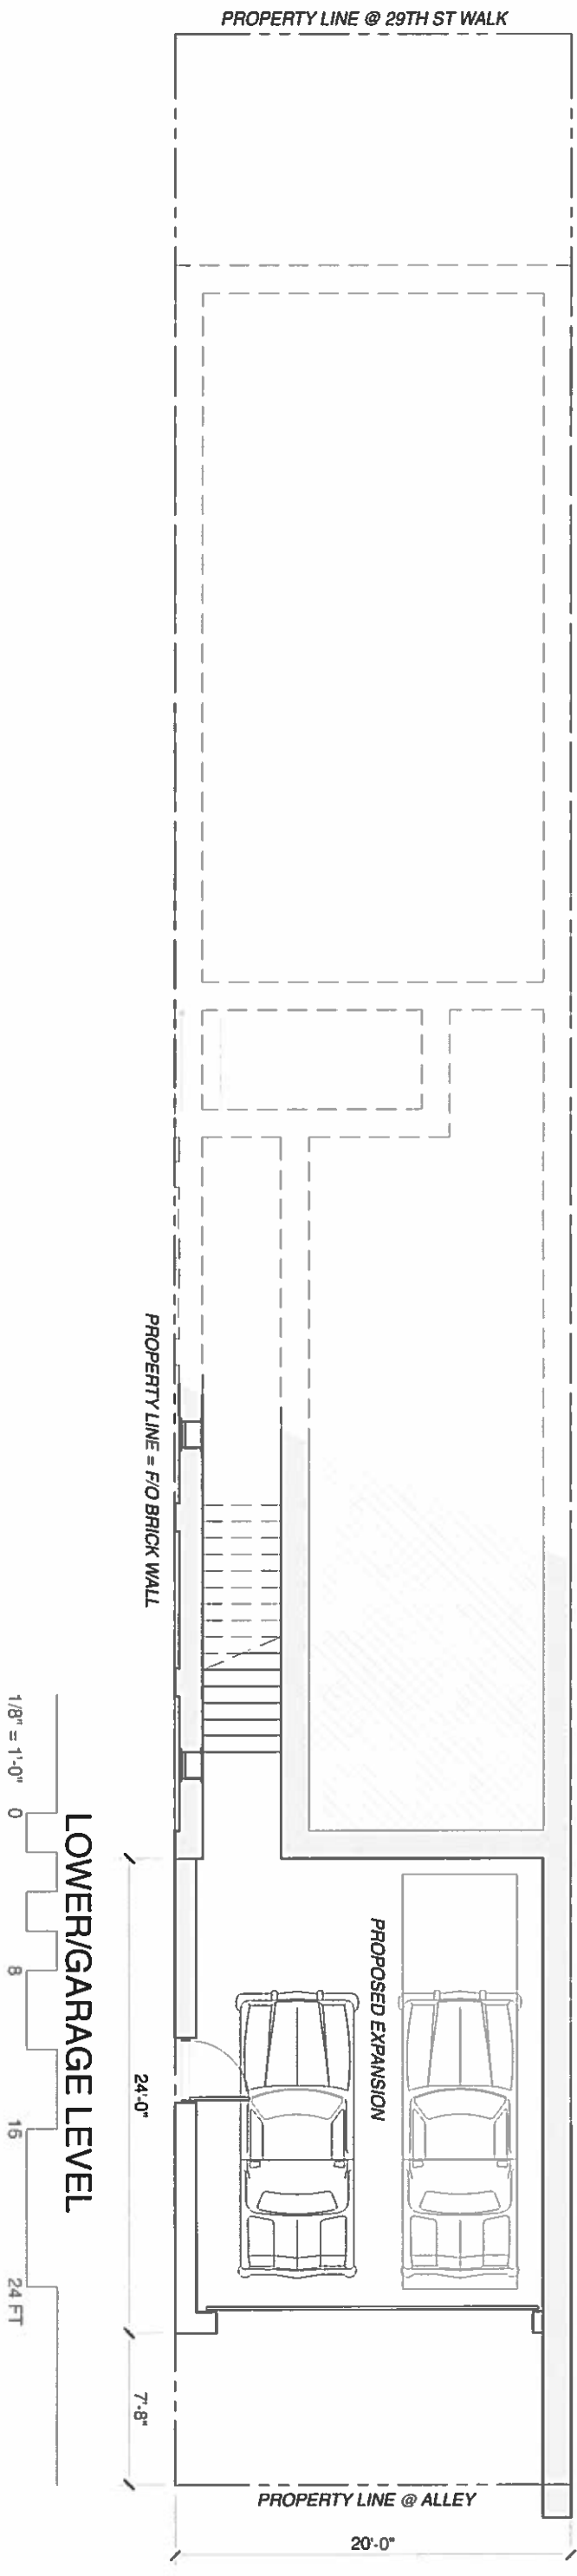 PROPERTY LINE @ 29TH ST WALK
PROPERTY LINE = F/O BRICK WALL
PROPOSED EXPANSION
24'-0"
7'-8"
PROPERTY LINE @ ALLEY
20'-0"
LOWER/GARAGE LEVEL
1/8" = 1'-0" 0 8 16 24 FT